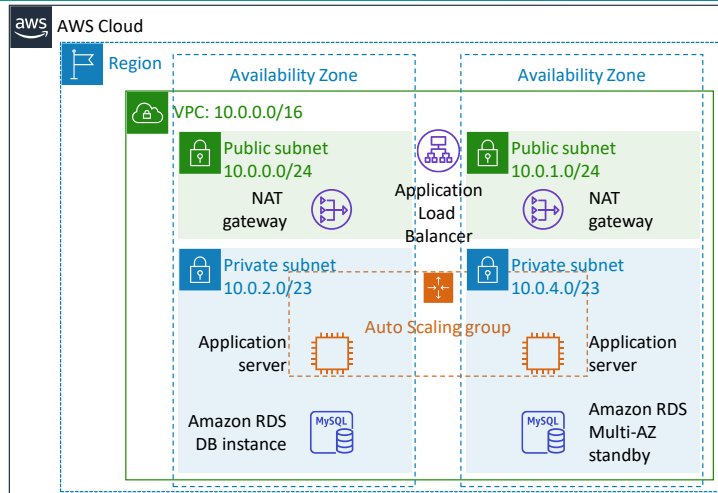 aws
AWS Cloud
Region
Availability Zone
Availability Zone
VPC: 10.0.0.0/16
Public subnet
10.0.0.0/24
NAT
gateway
Application
Load
Balancer
Public subnet
10.0.1.0/24
NAT
gateway
Private subnet
10.0.2.0/23
Private subnet
10.0.4.0/23
Auto Scaling group
Application
server
Application
server
Amazon RDS
DB instance
MySQL
MySQL
Amazon RDS
Multi-AZ
standby